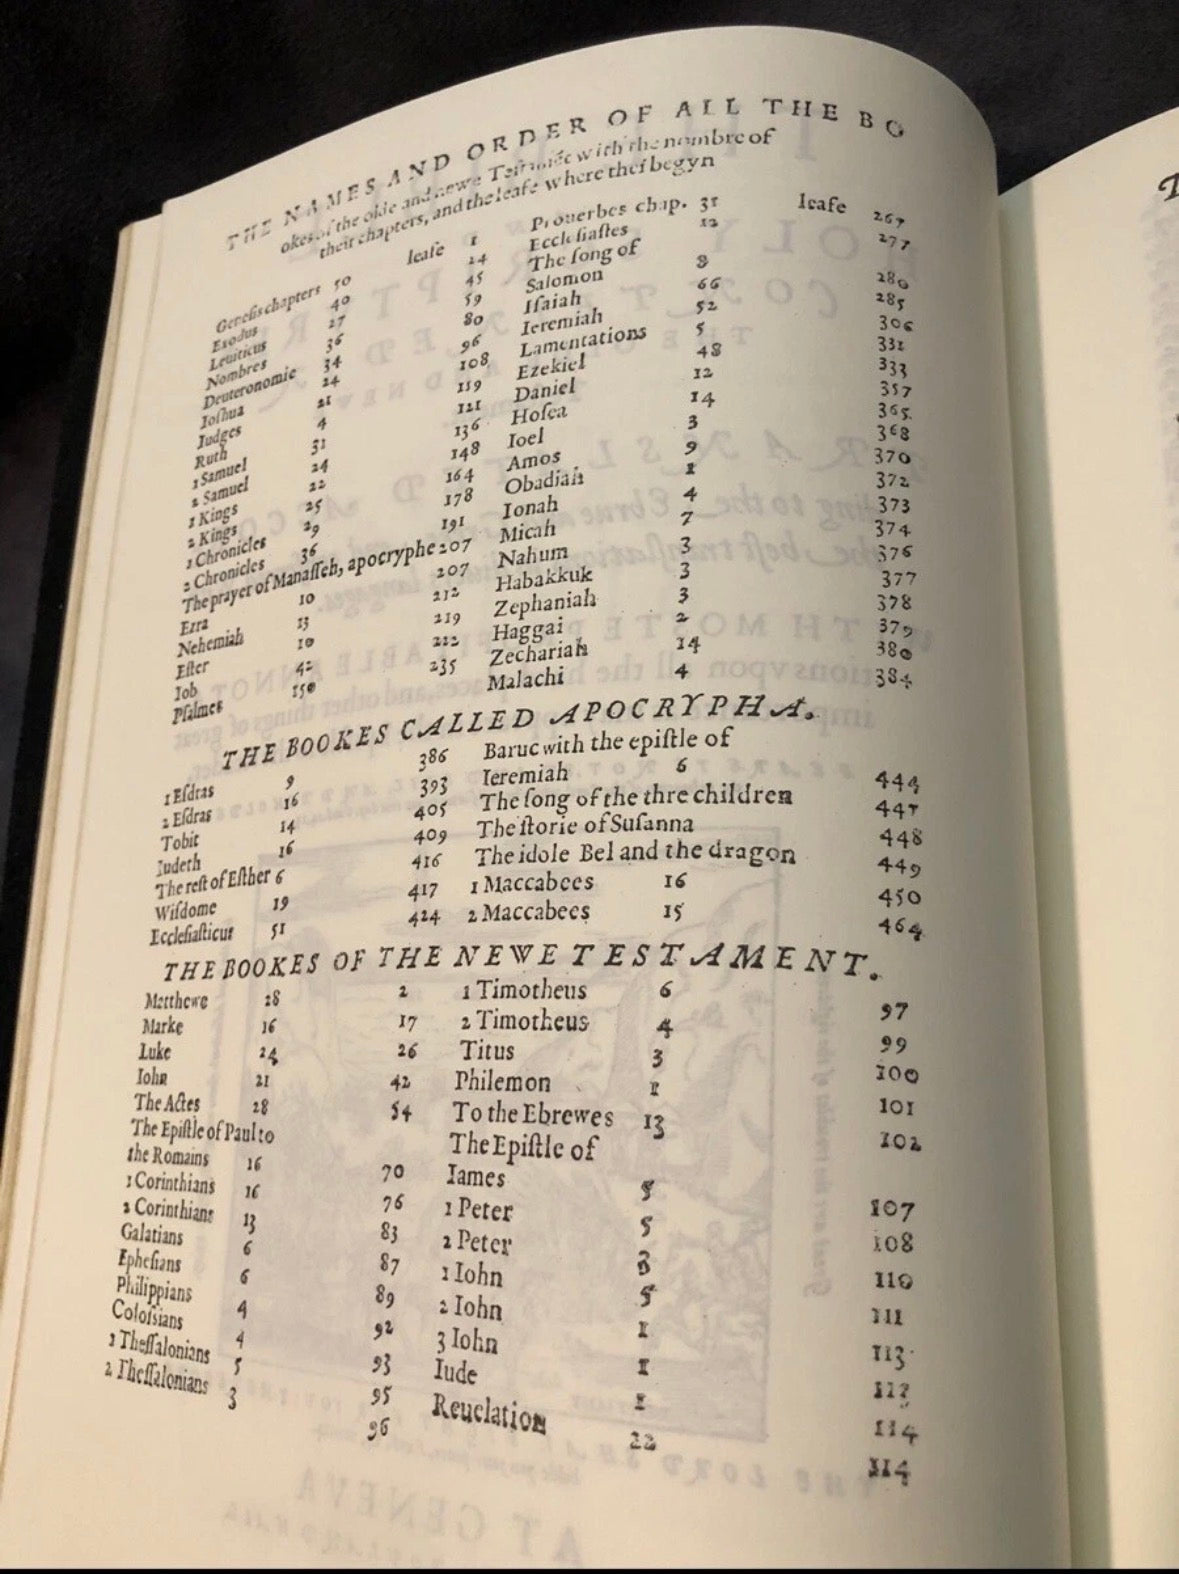 THE NAMES AND ORDER OF ALL THE BO
okes of the olde and newe Teſtment with the nombre of
their chapters, and the leafe where thei begyn
Geneſis chapters 50 leafe 1
Exodus 40 24
Leuiticus 27 45
Nombres 36 59
Deuteronomie 34 80
Ioſhua 24 96
Iudges 21 108
Ruth 4 119
1 Samuel 31 121
2 Samuel 24 136
1 Kings 22 148
2 Kings 25 164
1 Chronicles 29 178
2 Chronicles 36 191
The prayer of Manaſſeh, apocryphe 207
Ezra 10 207
Nehemiah 13 212
Eſter 10 219
Iob 42 222
Pſalmes 150 235
Prouerbes chap. 31 leafe 267
Eccleſiaſtes 12 277
The ſong of
Salomon 8 280
Iſaiah 66 285
Ieremiah 52 306
Lamentations 5 331
Ezekiel 48 333
Daniel 12 357
Hoſea 14 365
Ioel 3 368
Amos 9 370
Obadiah 1 372
Ionah 4 373
Micah 7 374
Nahum 3 376
Habakkuk 3 377
Zephaniah 3 378
Haggai 2 379
Zechariah 14 380
Malachi 4 384
THE BOOKES CALLED APOCRYPHA.
1 Eſdras 9 386
2 Eſdras 16 393
Tobit 14 405
Iudeth 16 409
The reſt of Eſther 6 416
Wiſdome 19 417
Eccleſiaſticus 51 424
Baruc with the epiſtle of
Ieremiah 6 444
The ſong of the thre children 447
The ſtorie of Suſanna 448
The idole Bel and the dragon 449
1 Maccabees 16 450
2 Maccabees 15 464
THE BOOKES OF THE NEWE TESTAMENT.
Matthewe 28 2
Marke 16 17
Luke 24 26
Iohn 21 42
The Actes 28 54
The Epiſtle of Paul to
the Romains 16 70
1 Corinthians 16 76
2 Corinthians 13 83
Galatians 6 87
Epheſians 6 89
Philippians 4 92
Coloſsians 4 93
1 Theſſalonians 5 95
2 Theſſalonians 3 96
1 Timotheus 6 97
2 Timotheus 4 99
Titus 3 100
Philemon 1 101
To the Ebrewes 13 102
The Epiſtle of
Iames 5 107
1 Peter 5 108
2 Peter 3 110
1 Iohn 5 111
2 Iohn 1 113
3 Iohn 1 113
Iude 1 114
Reuelation 22 114